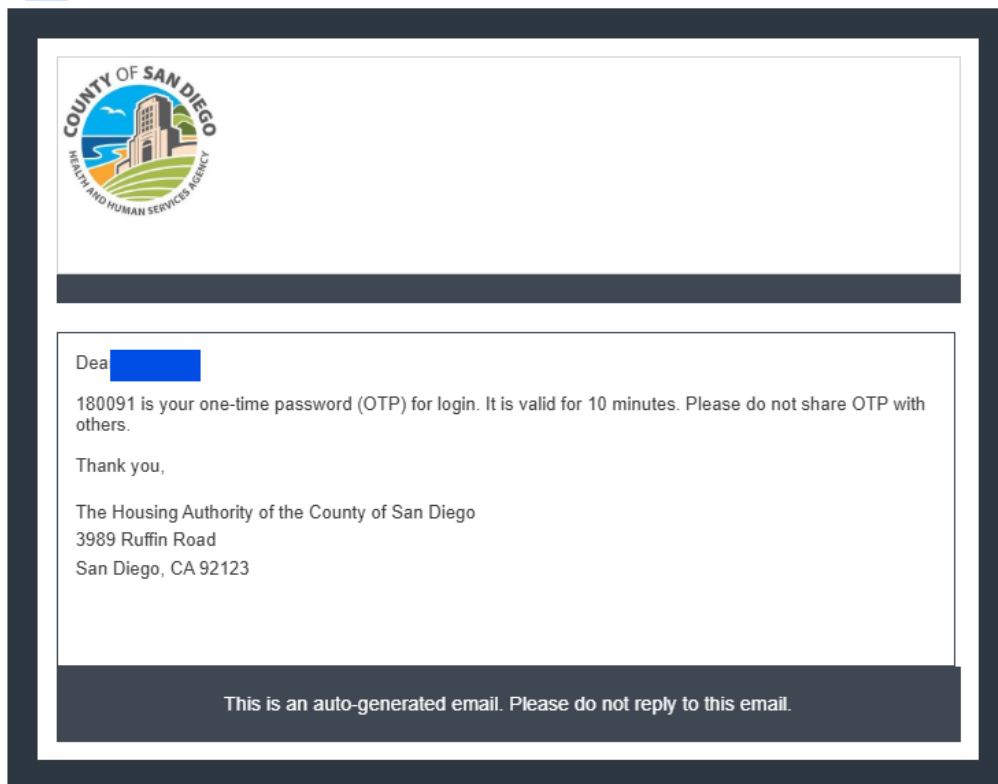 COUNTY OF SAN DIEGO
HEALTH AND HUMAN SERVICES AGENCY
Dea
180091 is your one-time password (OTP) for login. It is valid for 10 minutes. Please do not share OTP with
others.
Thank you,
The Housing Authority of the County of San Diego
3989 Ruffin Road
San Diego, CA 92123
This is an auto-generated email. Please do not reply to this email.